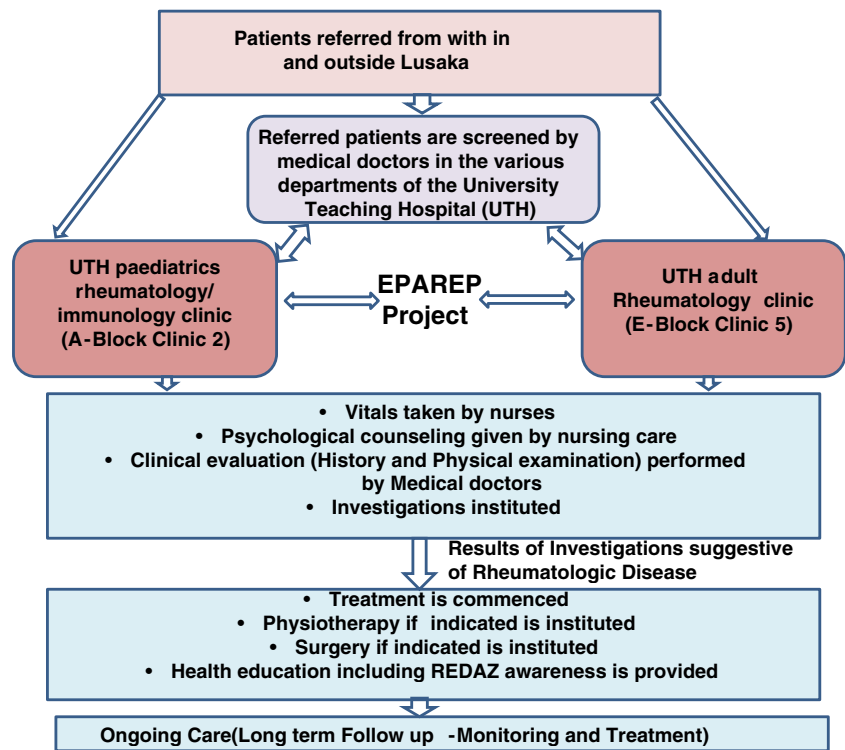 Patients referred from with in
and outside Lusaka
Referred patients are screened by
medical doctors in the various
departments of the University
Teaching Hospital (UTH)
UTH paediatrics
rheumatology/
immunology clinic
(A-Block Clinic 2)
EPAREP
Project
UTH adult
Rheumatology clinic
(E-Block Clinic 5)
• Vitals taken by nurses
• Psychological counseling given by nursing care
• Clinical evaluation (History and Physical examination) performed
by Medical doctors
• Investigations instituted
Results of Investigations suggestive
of Rheumatologic Disease
• Treatment is commenced
• Physiotherapy if indicated is instituted
• Surgery if indicated is instituted
• Health education including REDAZ awareness is provided
Ongoing Care(Long term Follow up -Monitoring and Treatment)